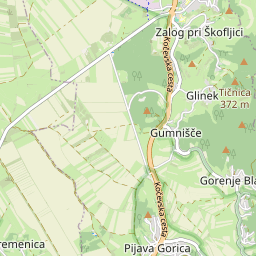 Kočevska cesta
Zalog pri Škofljici
Glinek
Tičnica
372 m
Gumnišče
Gorenje Bla
Kočevska cesta
remenica
Pijava Gorica